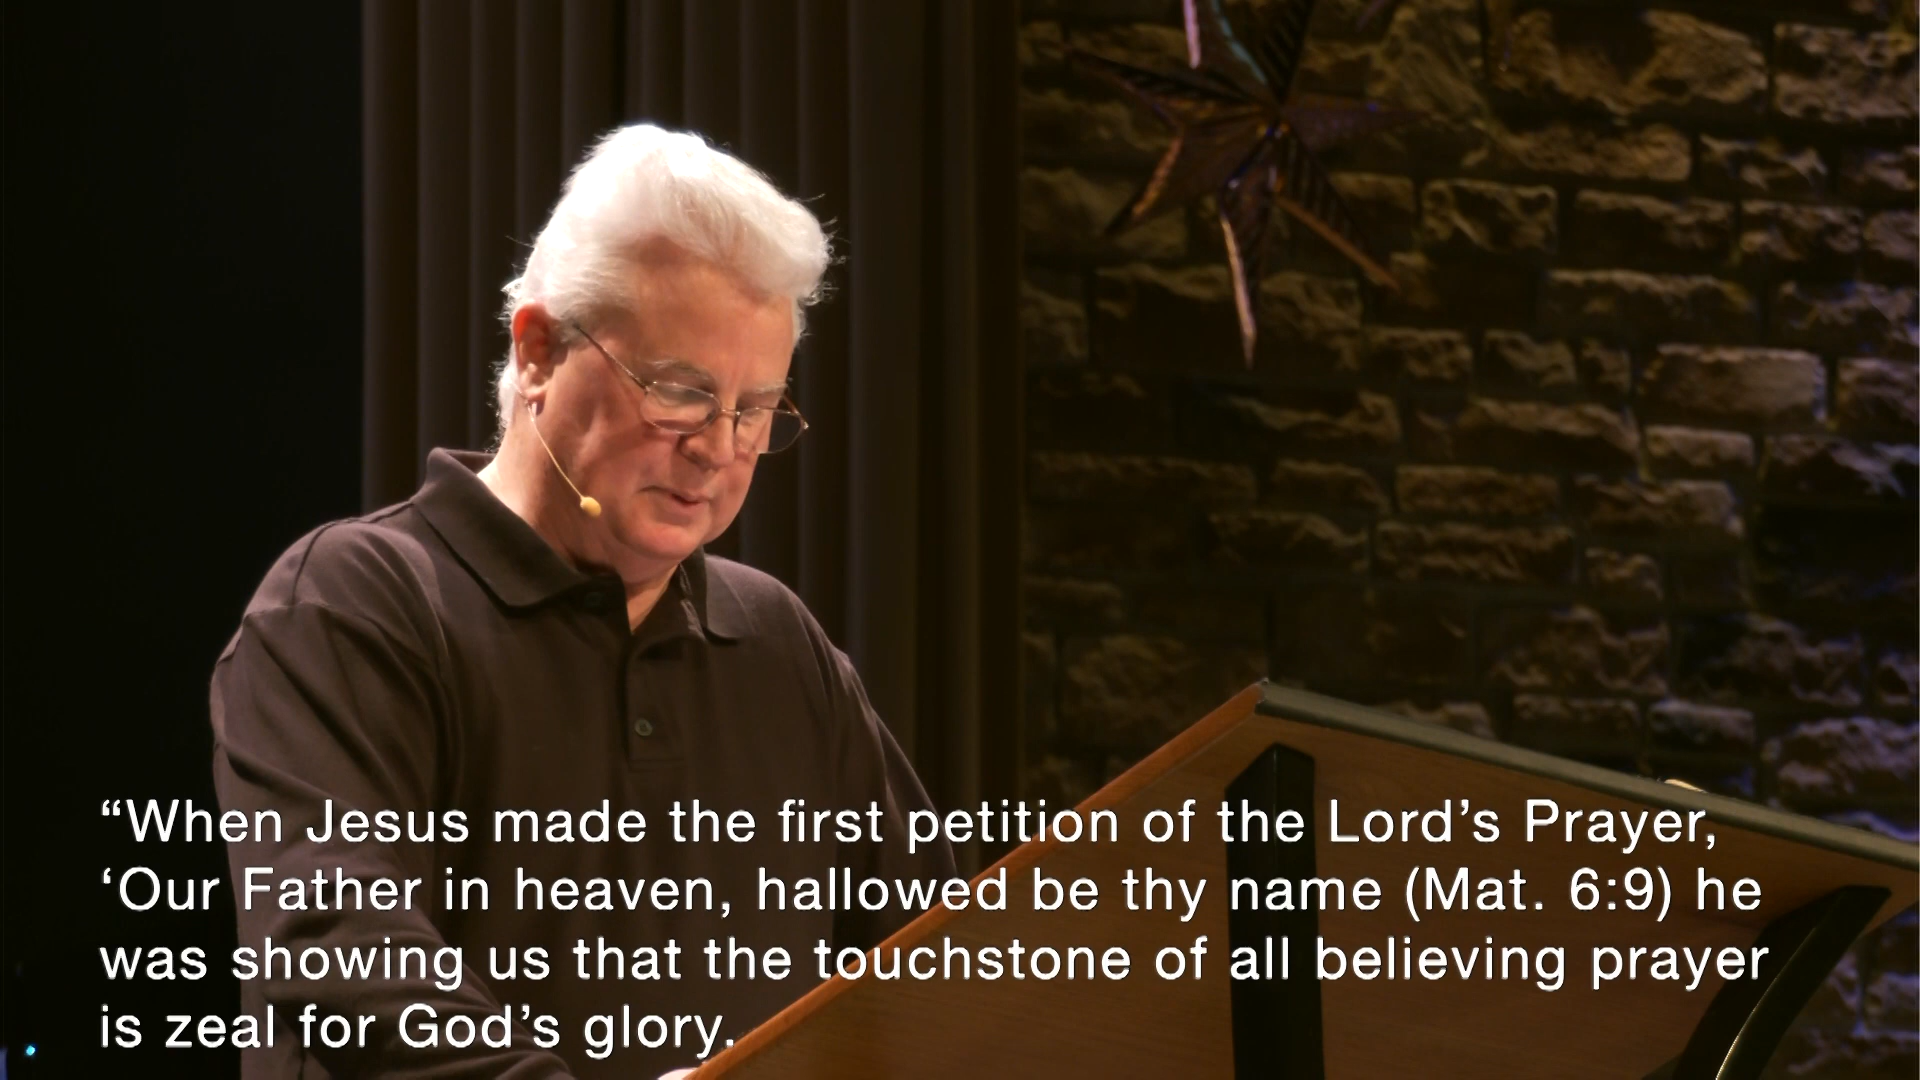 “When Jesus made the first petition of the Lord’s Prayer,
‘Our Father in heaven, hallowed be thy name (Mat. 6:9) he
was showing us that the touchstone of all believing prayer
is zeal for God’s glory.